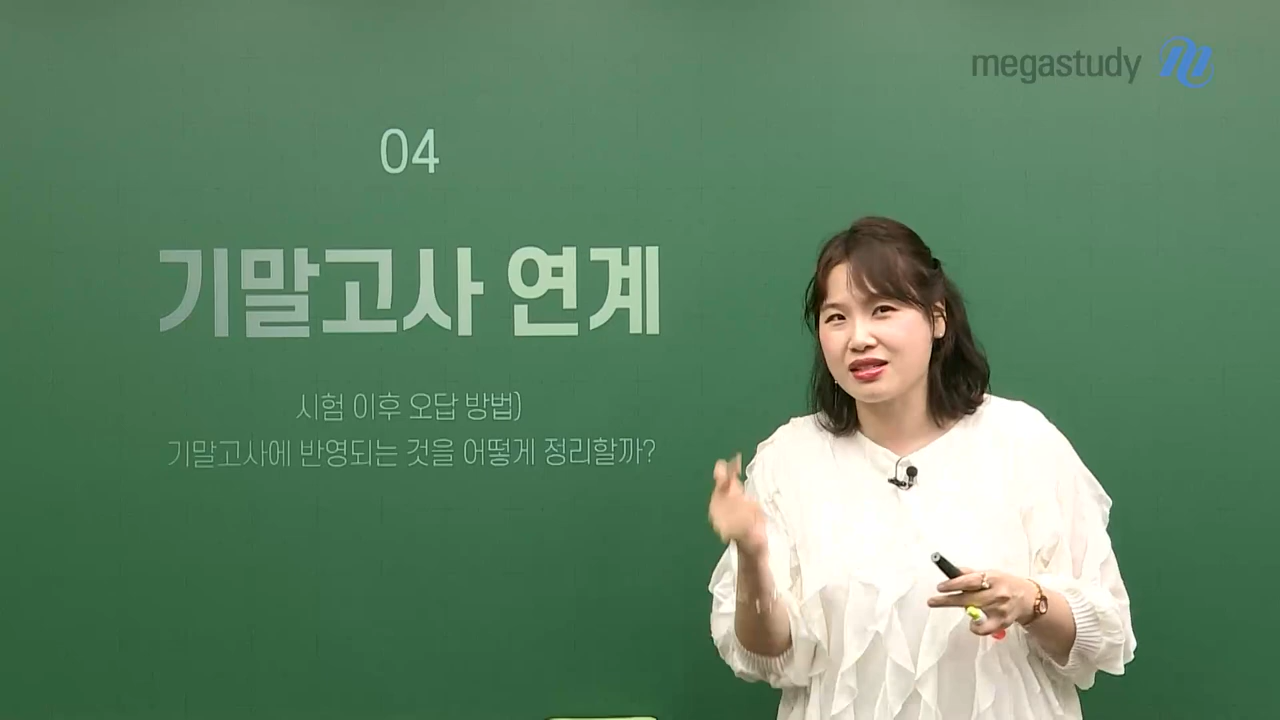 megastudy
04
기말고사 연계
시험 이후 오답 방법)
기말고사에 반영되는 것을 어떻게 정리할까?